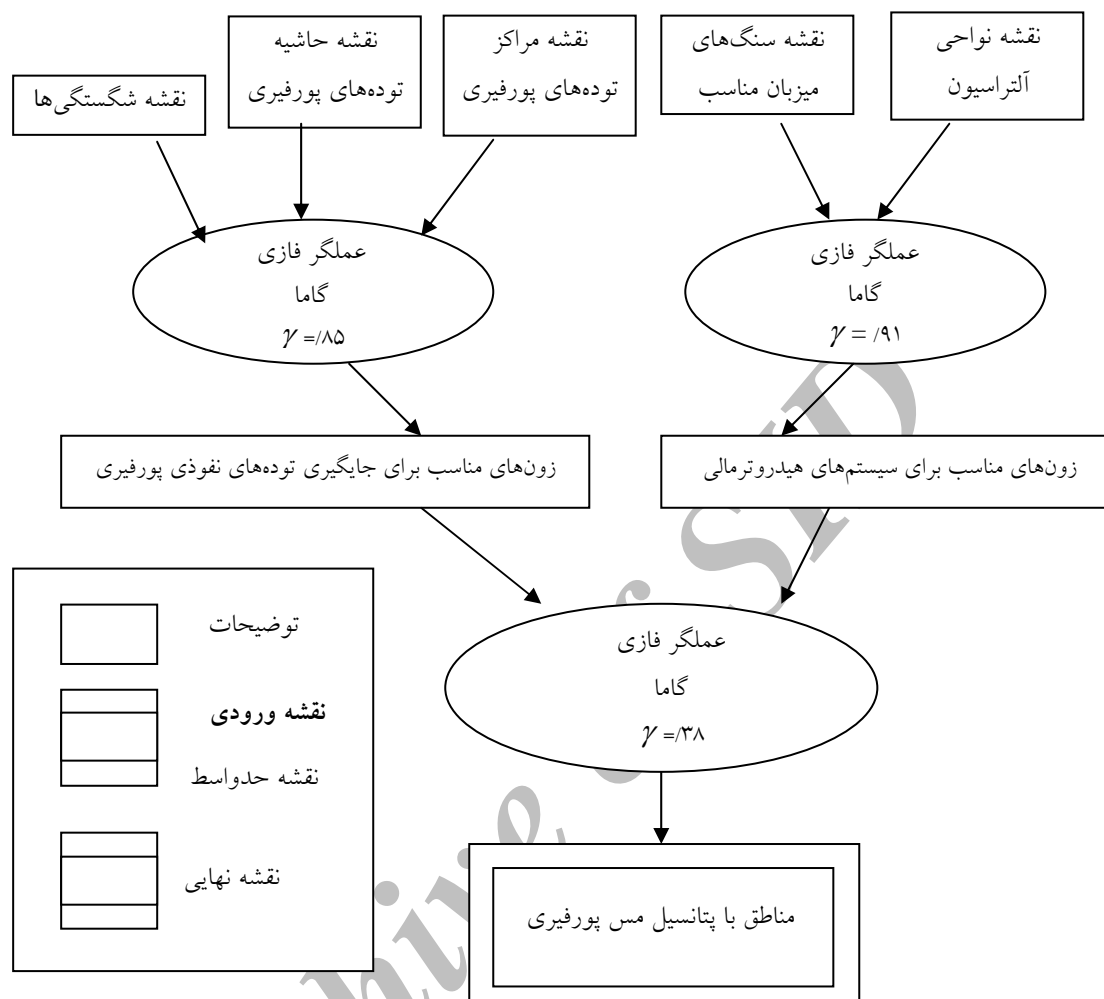 نقشه نواحی
آلتراسیون
نقشه سنگ‌های
میزبان مناسب
نقشه مراکز
توده‌های پورفیری
نقشه حاشیه
توده‌های پورفیری
نقشه شگستگی‌ها
عملگر فازی
گاما
γ = /۹۱
عملگر فازی
گاما
γ =/۸۵
زون‌های مناسب برای سیستم‌های هیدروترمالی
زون‌های مناسب برای جایگیری توده‌های نفوذی پورفیری
عملگر فازی
گاما
γ =/۳۸
مناطق با پتانسیل مس پورفیری
توضیحات
نقشه ورودی
نقشه حدواسط
نقشه نهایی